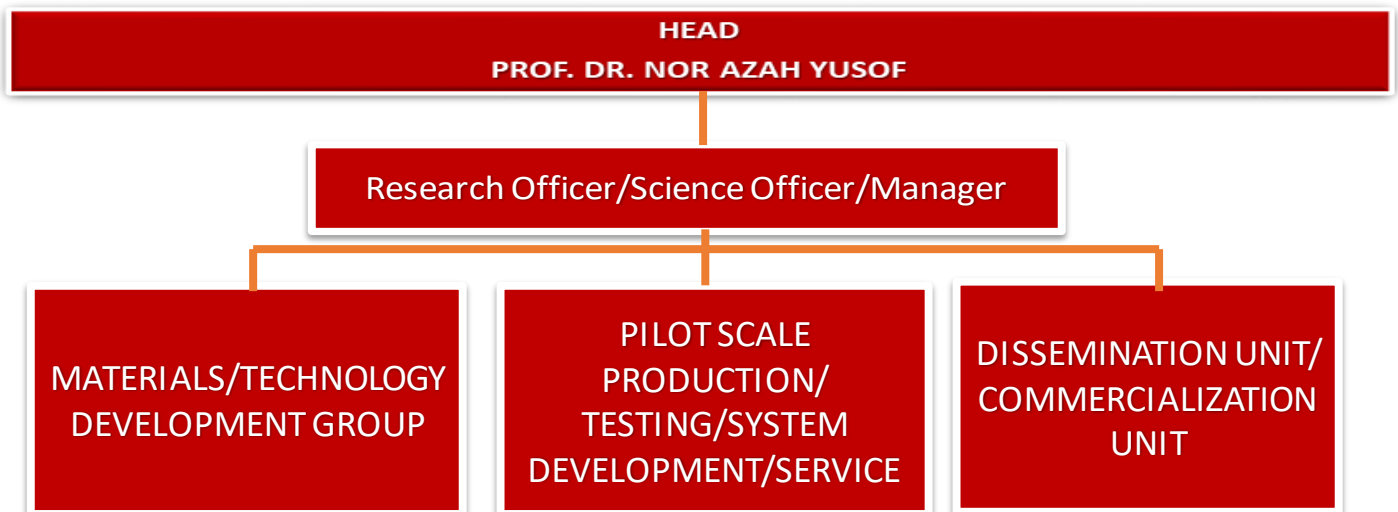 HEAD
PROF. DR. NOR AZAH YUSOF
Research Officer/Science Officer/Manager
MATERIALS/TECHNOLOGY
DEVELOPMENT GROUP
PILOT SCALE
PRODUCTION/
TESTING/SYSTEM
DEVELOPMENT/SERVICE
DISSEMINATION UNIT/
COMMERCIALIZATION
UNIT